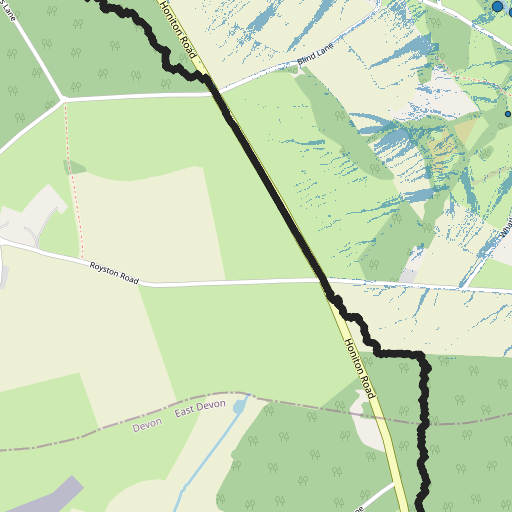 Honiton Road
Blind Lane
Royston Road
Honiton Road
East Devon
Devon